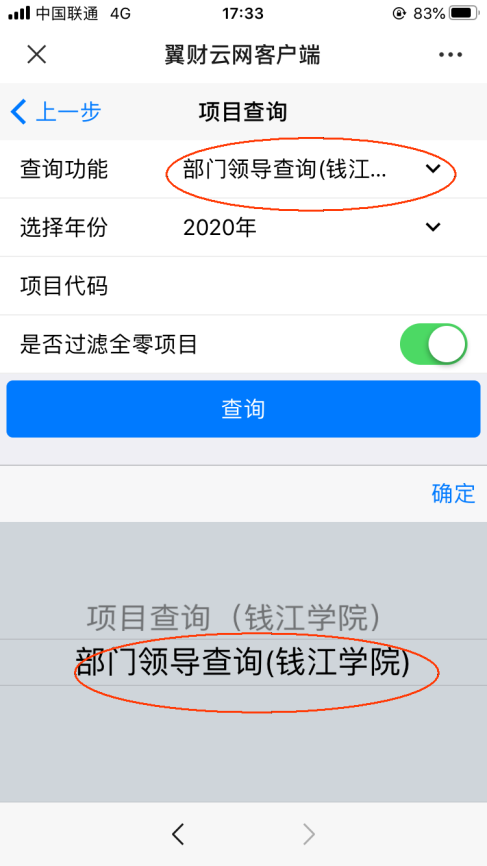 中国联通 4G 17:33 83%
翼财云网客户端
上一步 项目查询
查询功能 部门领导查询(钱江...
选择年份 2020年
项目代码
是否过滤全零项目
查询
确定
项目查询（钱江学院）
部门领导查询(钱江学院)